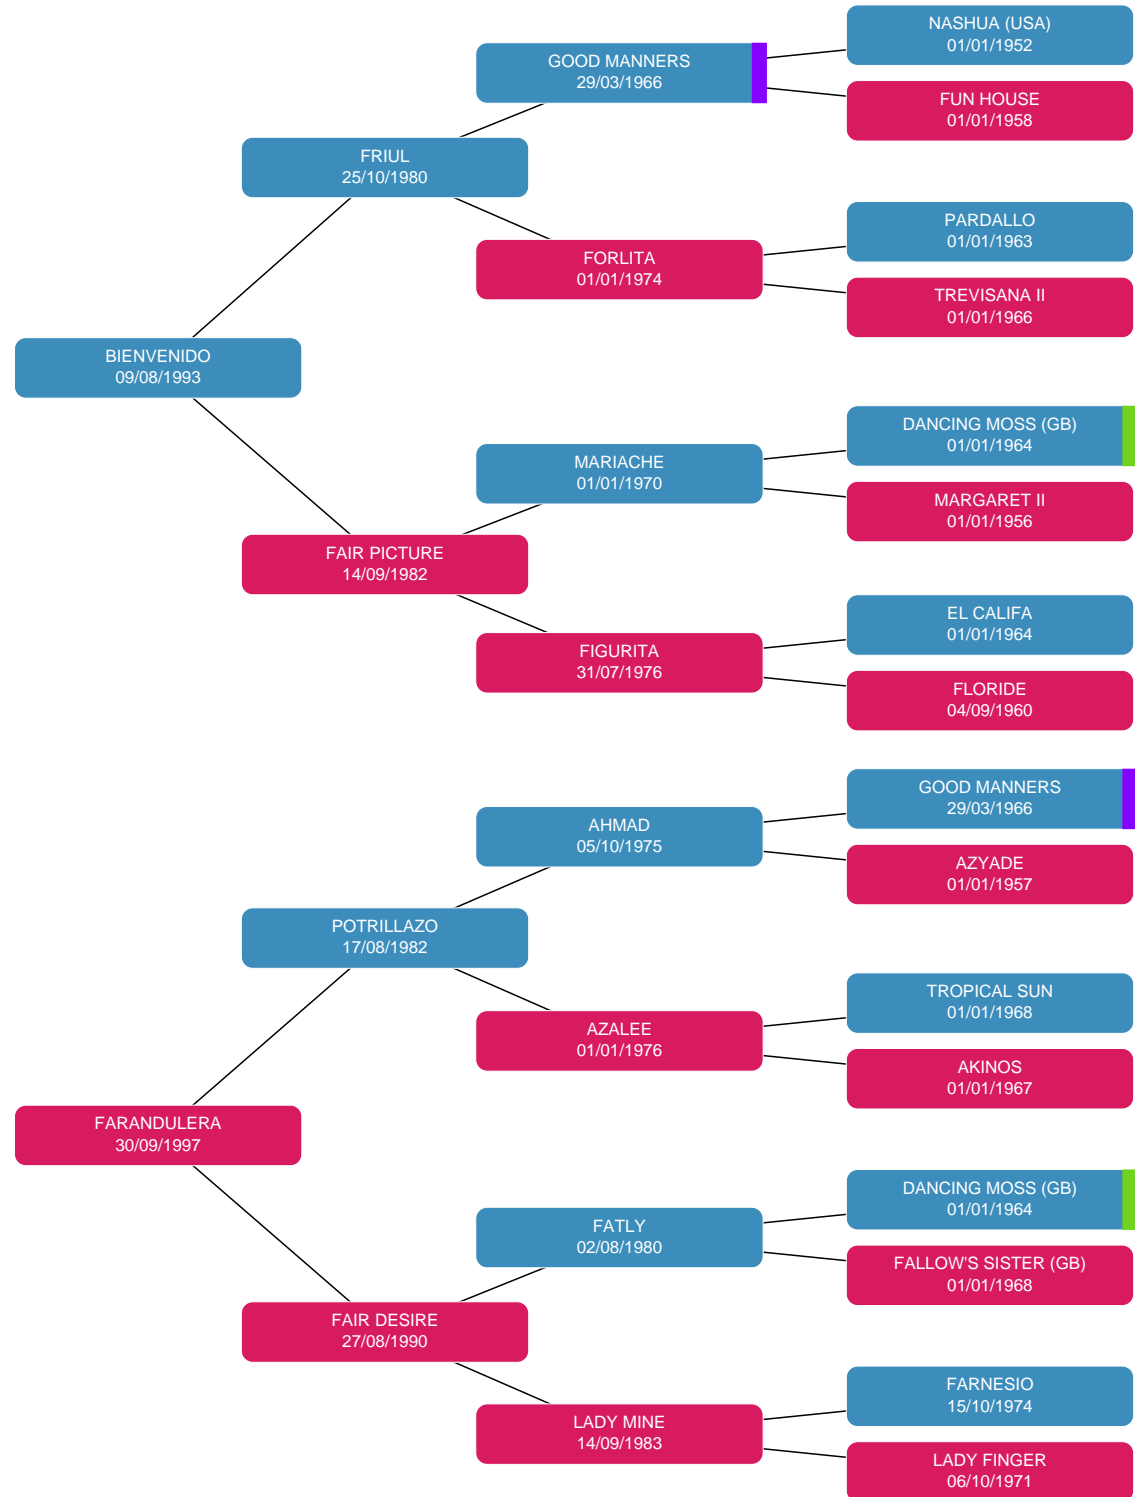 NASHUA (USA)
01/01/1952
GOOD MANNERS
29/03/1966
FUN HOUSE
01/01/1958
FRIUL
25/10/1980
PARDALLO
01/01/1963
FORLITA
01/01/1974
TREVISANA II
01/01/1966
BIENVENIDO
09/08/1993
DANCING MOSS (GB)
01/01/1964
MARIACHE
01/01/1970
MARGARET II
01/01/1956
FAIR PICTURE
14/09/1982
EL CALIFA
01/01/1964
FIGURITA
31/07/1976
FLORIDE
04/09/1960
GOOD MANNERS
29/03/1966
AHMAD
05/10/1975
AZYADE
01/01/1957
POTRILLAZO
17/08/1982
TROPICAL SUN
01/01/1968
AZALEE
01/01/1976
AKINOS
01/01/1967
FARANDULERA
30/09/1997
DANCING MOSS (GB)
01/01/1964
FATLY
02/08/1980
FALLOW'S SISTER (GB)
01/01/1968
FAIR DESIRE
27/08/1990
FARNESIO
15/10/1974
LADY MINE
14/09/1983
LADY FINGER
06/10/1971